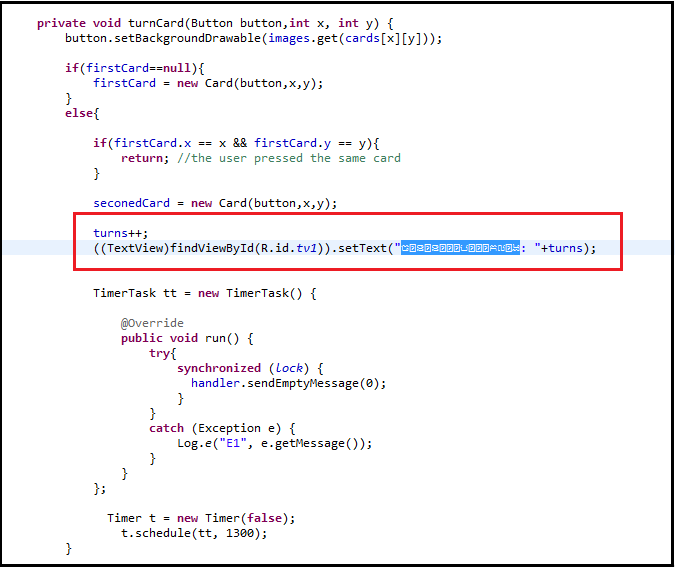 private void turnCard(Button button,int x, int y) {
button.setBackgroundDrawable(images.get(cards[x][y]));
if(firstCard==null){
firstCard = new Card(button,x,y);
}
else{
if(firstCard.x == x && firstCard.y == y){
return; //the user pressed the same card
}
seconedCard = new Card(button,x,y);
turns++;
((TextView)findViewById(R.id.tv1)).setText(" : "+turns);
TimerTask tt = new TimerTask() {
@Override
public void run() {
try{
synchronized (lock) {
handler.sendEmptyMessage(0);
}
}
catch (Exception e) {
Log.e("E1", e.getMessage());
}
}
};
Timer t = new Timer(false);
t.schedule(tt, 1300);
}